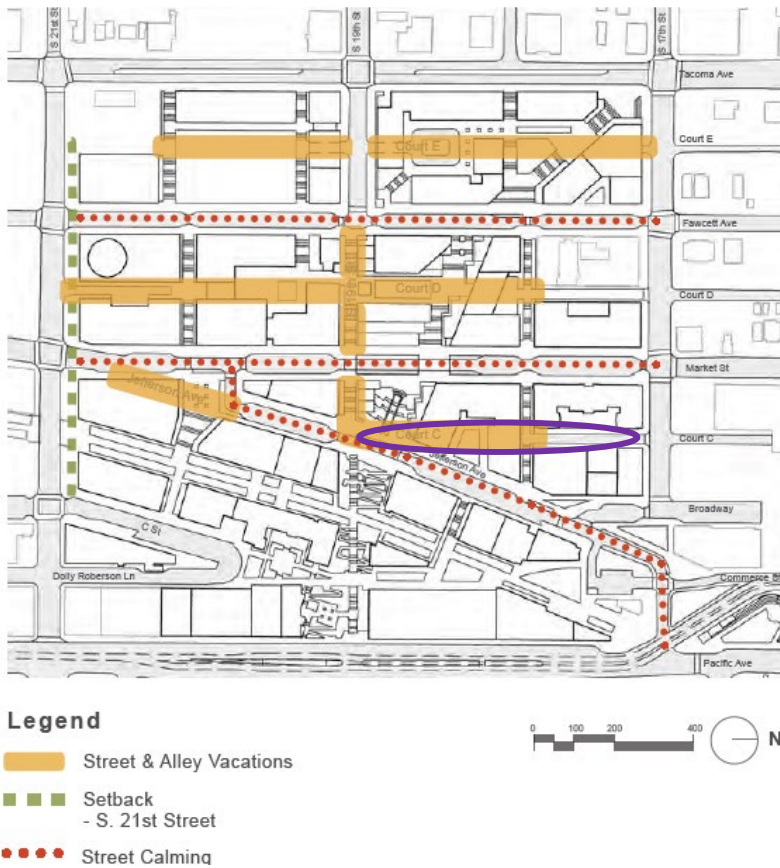 S 21st St
S 19th St
S 17th St
Tacoma Ave
Court E
Court E
Fawcett Ave
Court D
Court D
Market St
Jefferson Ave
Court C
Court C
Jefferson Ave
Broadway
C St
Dolly Roberson Ln
Commerce
Pacific Ave
Legend
Street & Alley Vacations
Setback
- S. 21st Street
Street Calming
0 100 200 400
N